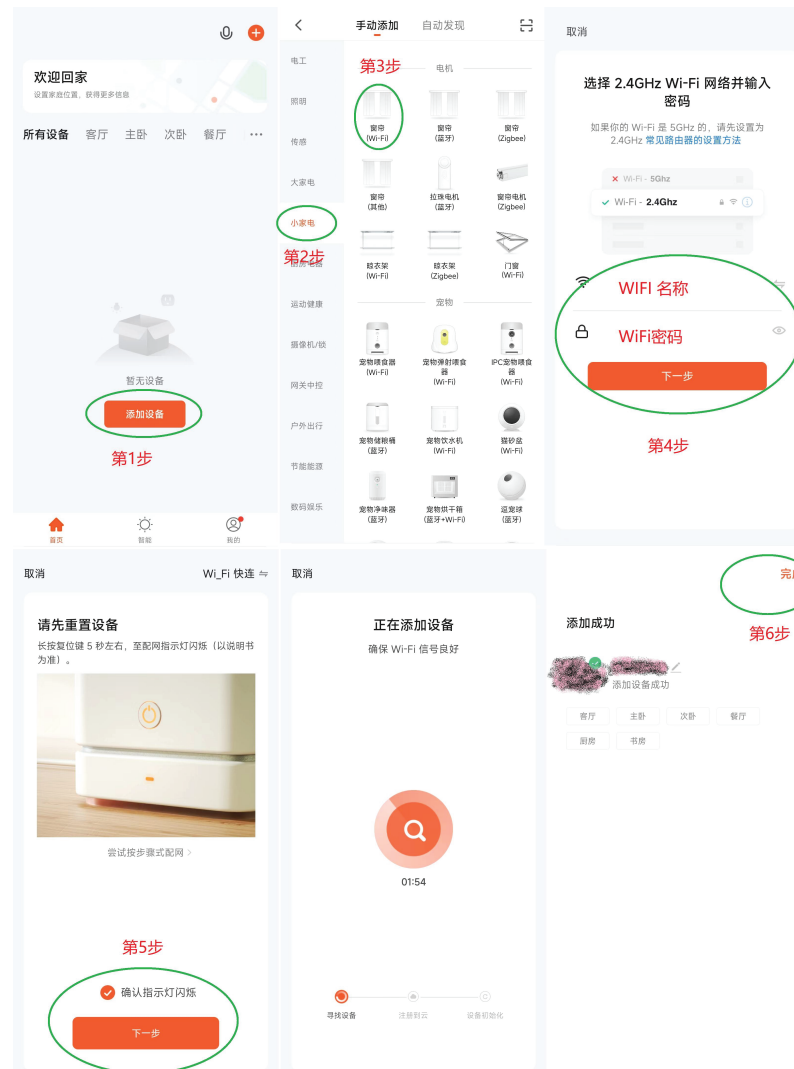 欢迎回家
设置家庭位置，获得更多信息
所有设备 客厅 主卧 次卧 餐厅 ···
暂无设备
添加设备
第1步
首页 智能 我的
手动添加 自动发现
电工
照明
传感
大家电
小家电
第2步
运动健康
摄像机/锁
网关中控
户外出行
节能能源
数码娱乐
第3步
电机
窗帘
(Wi-Fi)
窗帘
(蓝牙)
窗帘
(Zigbee)
窗帘
(其他)
拉珠电机
(蓝牙)
窗帘电机
(Zigbee)
晾衣架
(Wi-Fi)
晾衣架
(Zigbee)
门窗
(Wi-Fi)
宠物
宠物喂食器
(Wi-Fi)
宠物弹射喂食
器
(Wi-Fi)
IPC宠物喂食
器
(Wi-Fi)
宠物储粮桶
(蓝牙)
宠物饮水机
(Wi-Fi)
猫砂盆
(Wi-Fi)
宠物净味器
(蓝牙)
宠物烘干箱
(蓝牙+Wi-Fi)
逗宠球
(蓝牙)
取消
选择 2.4GHz Wi-Fi 网络并输入
密码
如果你的 Wi-Fi 是 5GHz 的，请先设置为
2.4GHz 常见路由器的设置方法
Wi-Fi - 5Ghz
Wi-Fi - 2.4Ghz
WIFI 名称
WiFi密码
下一步
第4步
取消 Wi_Fi 快连
请先重置设备
长按复位键 5 秒左右，至配网指示灯闪烁（以说明书
为准）。
尝试按步骤式配网 >
第5步
确认指示灯闪烁
下一步
取消
正在添加设备
确保 Wi-Fi 信号良好
01:54
寻找设备 注册到云 设备初始化
完成
第6步
添加成功
添加设备成功
客厅 主卧 次卧 餐厅
厨房 书房